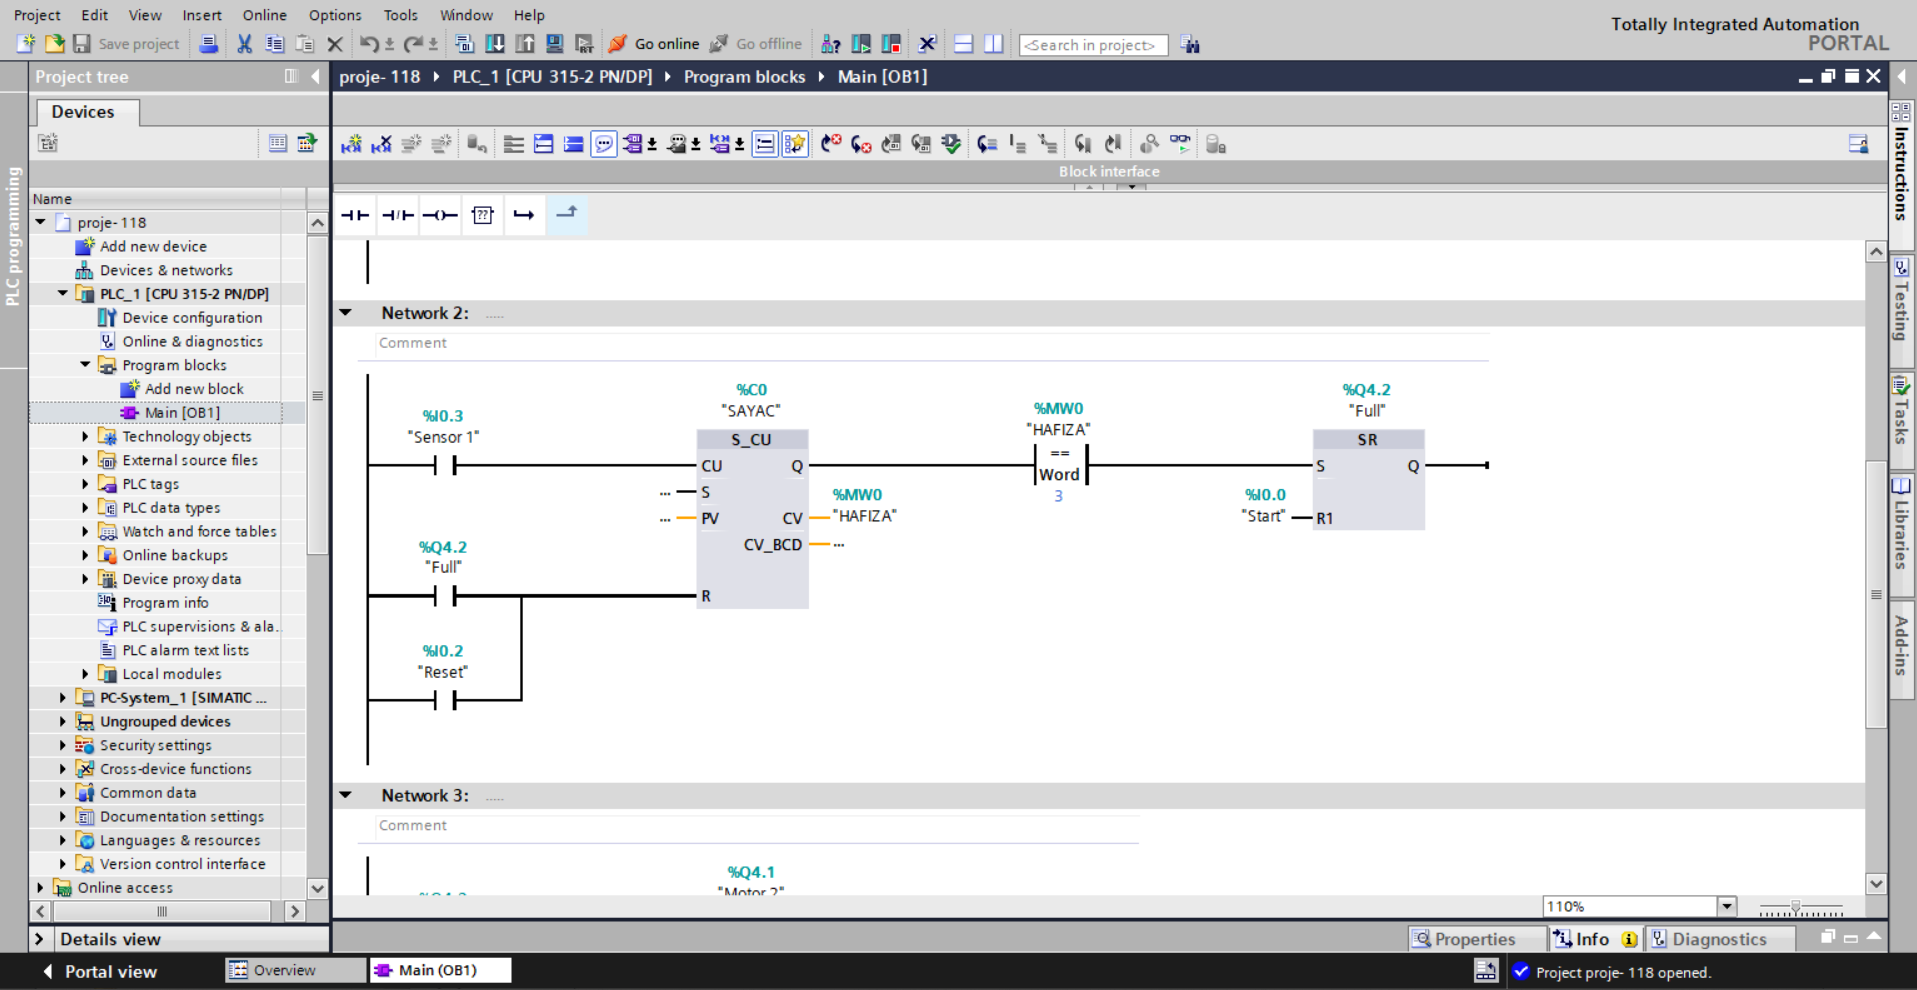 Project Edit View Insert Online Options Tools Window Help
Totally Integrated Automation
PORTAL
Save project
Go online
Go offline
<Search in project>
Project tree
proje- 118 PLC_1 [CPU 315-2 PN/DP] Program blocks Main [OB1]
Devices
Block interface
PLC programming
Name
proje- 118
Add new device
Devices & networks
PLC_1 [CPU 315-2 PN/DP]
Device configuration
Online & diagnostics
Program blocks
Add new block
Main [OB1]
Technology objects
External source files
PLC tags
PLC data types
Watch and force tables
Online backups
Device proxy data
Program info
PLC supervisions & ala..
PLC alarm text lists
Local modules
PC-System_1 [SIMATIC ...
Ungrouped devices
Security settings
Cross-device functions
Common data
Documentation settings
Languages & resources
Version control interface
Online access
Details view
??
Network 2: .....
Comment
%I0.3
"Sensor 1"
%C0
"SAYAC"
S_CU
CU Q
... S
... PV CV
CV_BCD ...
R
%MW0
"HAFIZA"
%Q4.2
"Full"
%I0.2
"Reset"
%MW0
"HAFIZA"
==
Word
3
%Q4.2
"Full"
SR
S Q
%I0.0
"Start" R1
Network 3: .....
Comment
%Q4.1
"Motor 2"
110%
Properties
Info
Diagnostics
Instructions
Testing
Tasks
Libraries
Add-ins
Portal view
Overview
Main (OB1)
Project proje- 118 opened.